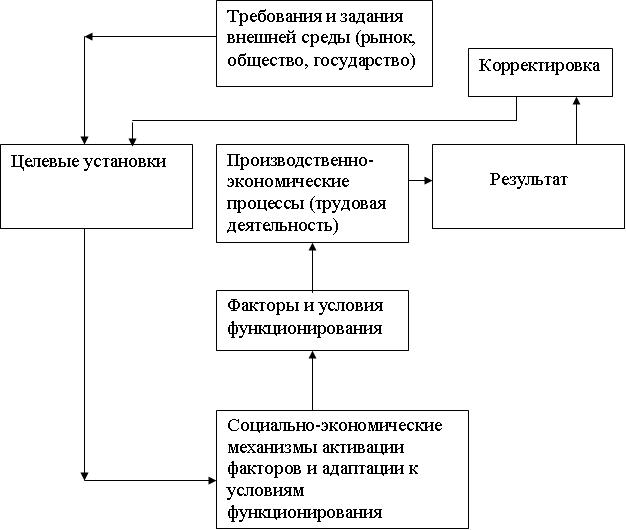 Требования и задания
внешней среды (рынок,
общество, государство)
Корректировка
Целевые установки
Производственно-
экономические
процессы (трудовая
деятельность)
Результат
Факторы и условия
функционирования
Социально-экономические
механизмы активации
факторов и адаптации к
условиям
функционирования